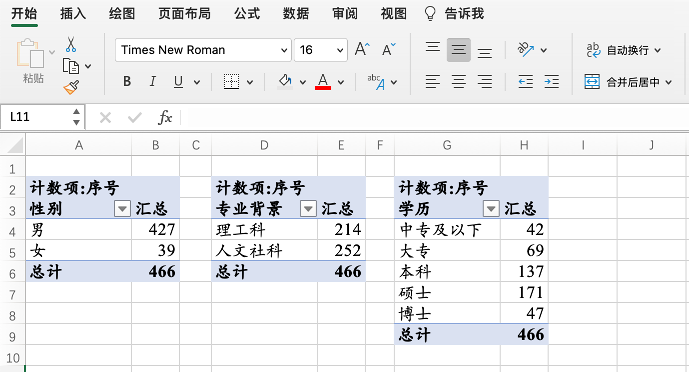 开始 插入 绘图 页面布局 公式 数据 审阅 视图 告诉我
粘贴 Times New Roman 16 A^ A˅ ab 自动换行
B I U A abc A 合并后居中
L11 fx
A B C D E F G H I J
1
2 计数项:序号 计数项:序号 计数项:序号
3 性别 汇总 专业背景 汇总 学历 汇总
4 男 427 理工科 214 中专及以下 42
5 女 39 人文社科 252 大专 69
6 总计 466 总计 466 本科 137
7 硕士 171
8 博士 47
9 总计 466
10